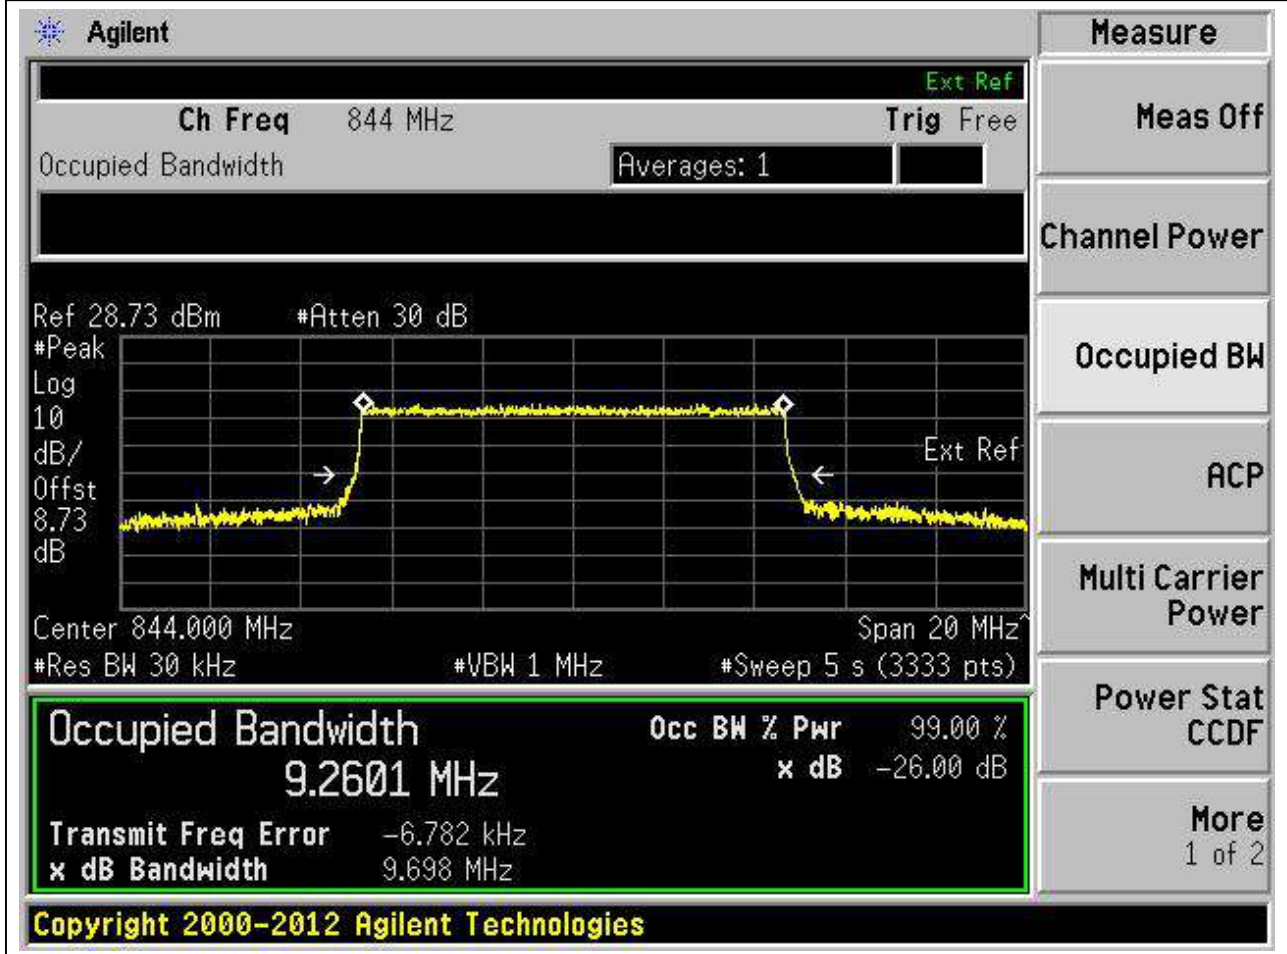 Agilent
Measure
Ext Ref
Ch Freq 844 MHz Trig Free
Occupied Bandwidth Averages: 1
Meas Off
Channel Power
Occupied BW
ACP
Multi Carrier
Power
Power Stat
CCDF
More
1 of 2
Ref 28.73 dBm #Atten 30 dB
#Peak
Log
10
dB/
Offst
8.73
dB
Ext Ref
Center 844.000 MHz Span 20 MHz^
#Res BW 30 kHz #VBW 1 MHz #Sweep 5 s (3333 pts)
Occupied Bandwidth Occ BW % Pwr 99.00 %
9.2601 MHz x dB -26.00 dB
Transmit Freq Error -6.782 kHz
x dB Bandwidth 9.698 MHz
Copyright 2000-2012 Agilent Technologies